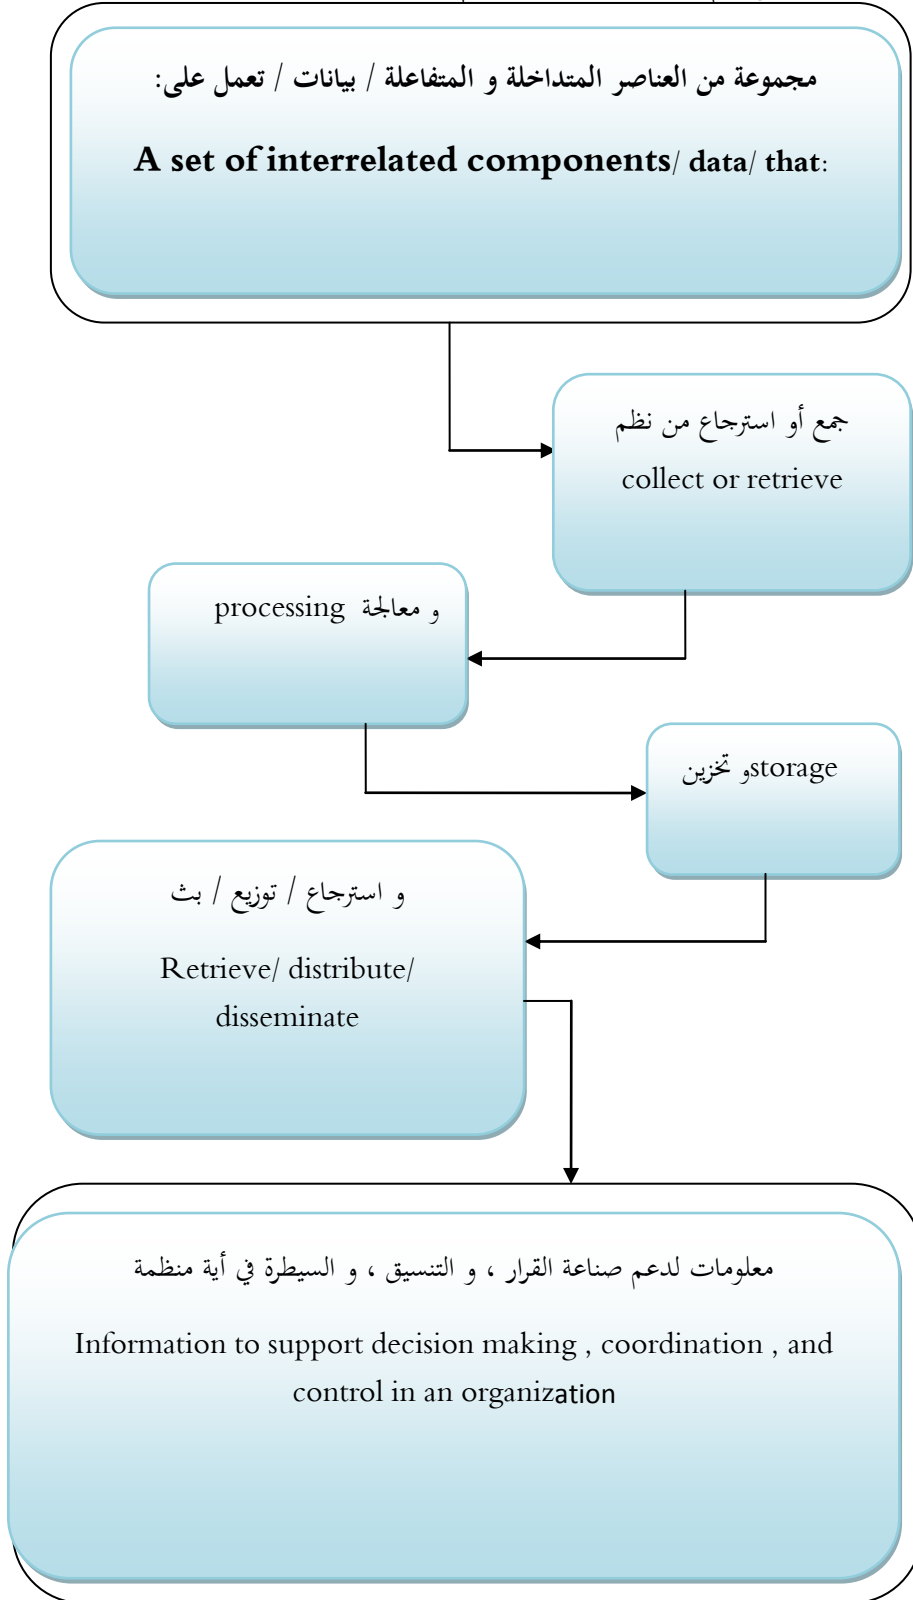 مجموعة من العناصر المتداخلة و المتفاعلة / بيانات / تعمل على:
A set of interrelated components/ data/ that:
جمع أو استرجاع من نظم
collect or retrieve
و معالجة processing
و تخزين storage
و استرجاع / توزيع / بث
Retrieve/ distribute/
disseminate
معلومات لدعم صناعة القرار ، و التنسيق ، و السيطرة في أية منظمة
Information to support decision making , coordination , and
control in an organization